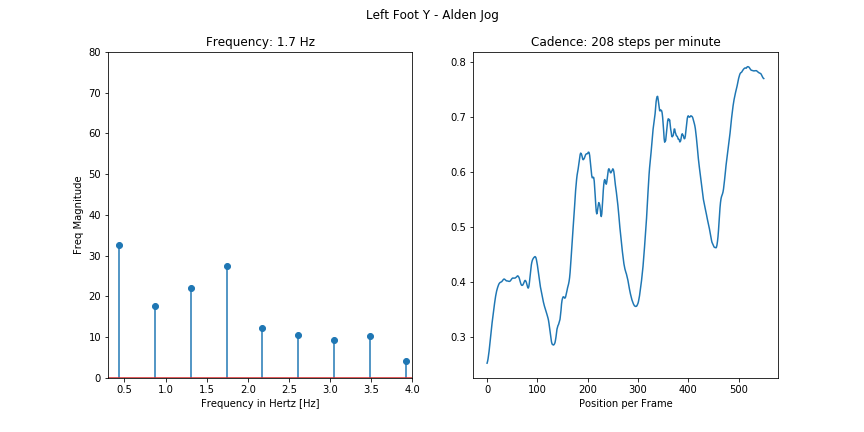 Left Foot Y - Alden Jog
Frequency: 1.7 Hz
80
70
60
50
40
30
20
10
0
Freq Magnitude
0.5 1.0 1.5 2.0 2.5 3.0 3.5 4.0
Frequency in Hertz [Hz]
Cadence: 208 steps per minute
0.8
0.7
0.6
0.5
0.4
0.3
0 100 200 300 400 500
Position per Frame